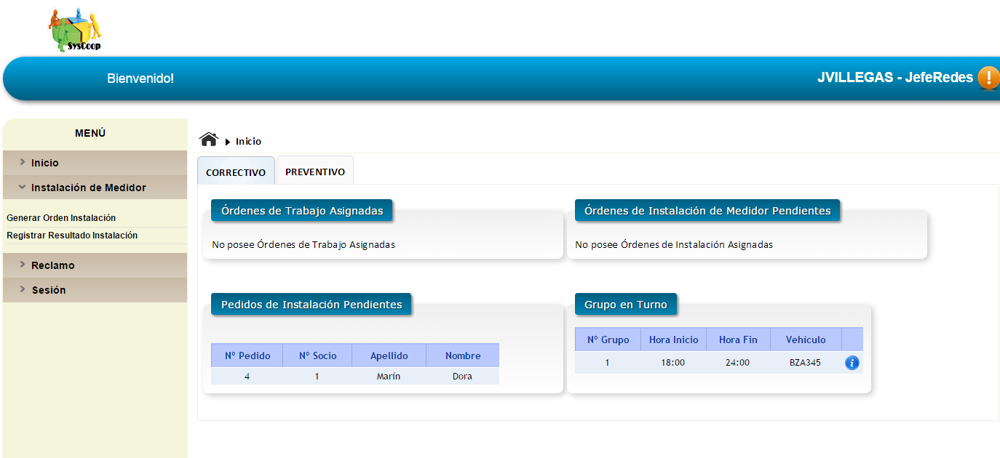 SysCoop
Bienvenido!
JVILLEGAS - JefeRedes
MENÚ
Inicio
Instalación de Medidor
Generar Orden Instalación
Registrar Resultado Instalación
Reclamo
Sesión
Inicio
CORRECTIVO PREVENTIVO
Órdenes de Trabajo Asignadas
No posee Órdenes de Trabajo Asignadas
Órdenes de Instalación de Medidor Pendientes
No posee Órdenes de Instalación Asignadas
Pedidos de Instalación Pendientes
Nº Pedido Nº Socio Apellido Nombre
4 1 Marín Dora
Grupo en Turno
Nº Grupo Hora Inicio Hora Fin Vehículo
1 18:00 24:00 BZA345